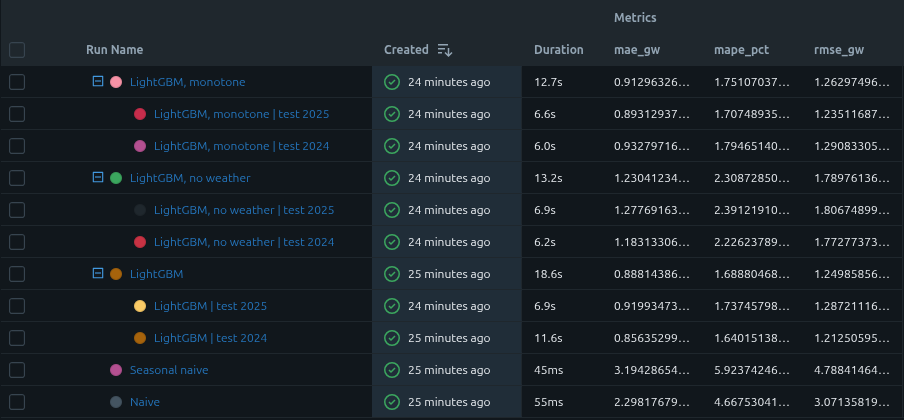 Metrics
Run Name Created Duration mae_gw mape_pct rmse_gw
LightGBM, monotone 24 minutes ago 12.7s 0.91296326... 1.75107037... 1.26297496...
LightGBM, monotone | test 2025 24 minutes ago 6.6s 0.89312937... 1.70748935... 1.23511687...
LightGBM, monotone | test 2024 24 minutes ago 6.0s 0.93279716... 1.79465140... 1.29083305...
LightGBM, no weather 24 minutes ago 13.2s 1.23041234... 2.30872850... 1.78976136...
LightGBM, no weather | test 2025 24 minutes ago 6.9s 1.27769163... 2.39121910... 1.80674899...
LightGBM, no weather | test 2024 24 minutes ago 6.2s 1.18313306... 2.22623789... 1.77277373...
LightGBM 25 minutes ago 18.6s 0.88814386... 1.68880468... 1.24985856...
LightGBM | test 2025 24 minutes ago 6.9s 0.91993473... 1.73745798... 1.28721116...
LightGBM | test 2024 25 minutes ago 11.6s 0.85635299... 1.64015138... 1.21250595...
Seasonal naive 25 minutes ago 45ms 3.19428654... 5.92374246... 4.78841464...
Naive 25 minutes ago 55ms 2.29817679... 4.66753041... 3.07135819...